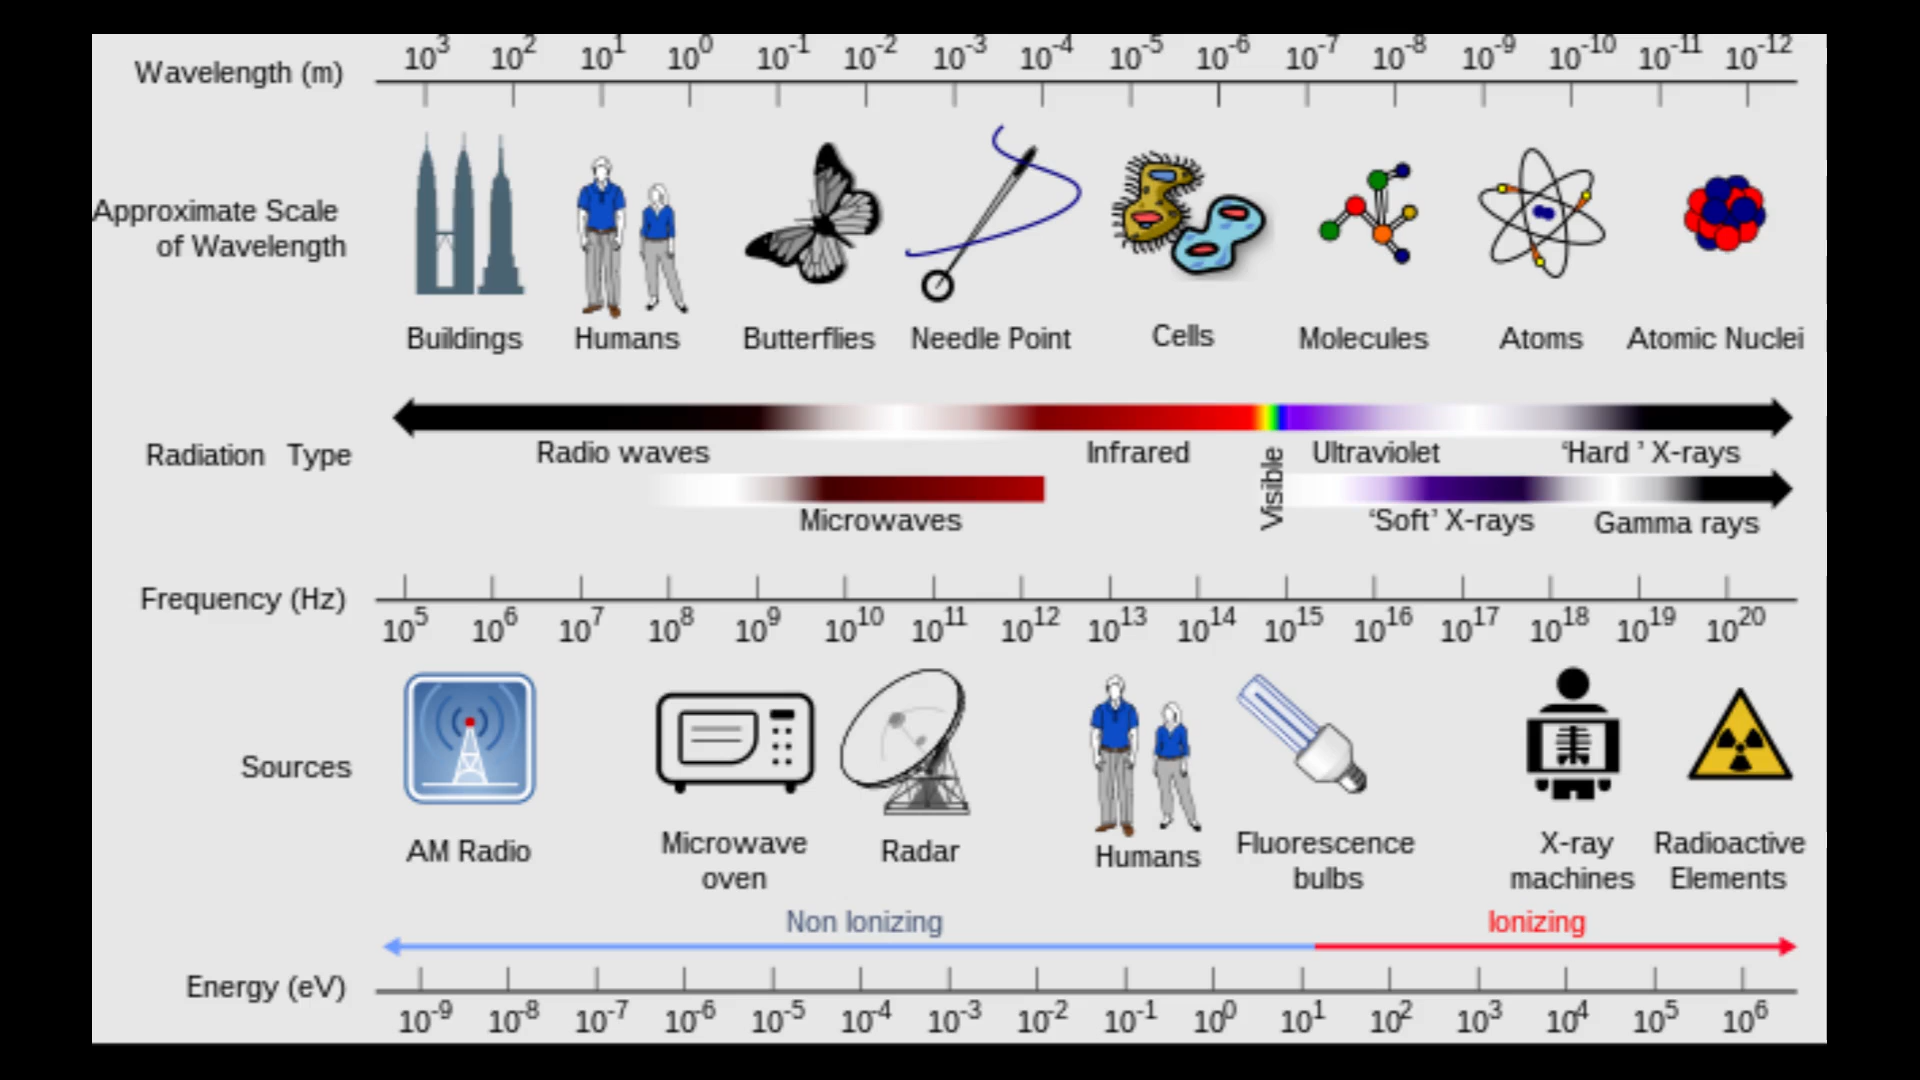 Wavelength (m) 10³ 10² 10¹ 10⁰ 10⁻¹ 10⁻² 10⁻³ 10⁻⁴ 10⁻⁵ 10⁻⁶ 10⁻⁷ 10⁻⁸ 10⁻⁹ 10⁻¹⁰ 10⁻¹¹ 10⁻¹²
Approximate Scale
of Wavelength
Buildings Humans Butterflies Needle Point Cells Molecules Atoms Atomic Nuclei
Radiation Type
Radio waves Infrared Visible Ultraviolet ‘Hard ’ X-rays
Microwaves ‘Soft’ X-rays Gamma rays
Frequency (Hz)
10⁵ 10⁶ 10⁷ 10⁸ 10⁹ 10¹⁰ 10¹¹ 10¹² 10¹³ 10¹⁴ 10¹⁵ 10¹⁶ 10¹⁷ 10¹⁸ 10¹⁹ 10²⁰
Sources
AM Radio Microwave oven Radar Humans Fluorescence bulbs X-ray machines Radioactive Elements
Non Ionizing Ionizing
Energy (eV)
10⁻⁹ 10⁻⁸ 10⁻⁷ 10⁻⁶ 10⁻⁵ 10⁻⁴ 10⁻³ 10⁻² 10⁻¹ 10⁰ 10¹ 10² 10³ 10⁴ 10⁵ 10⁶